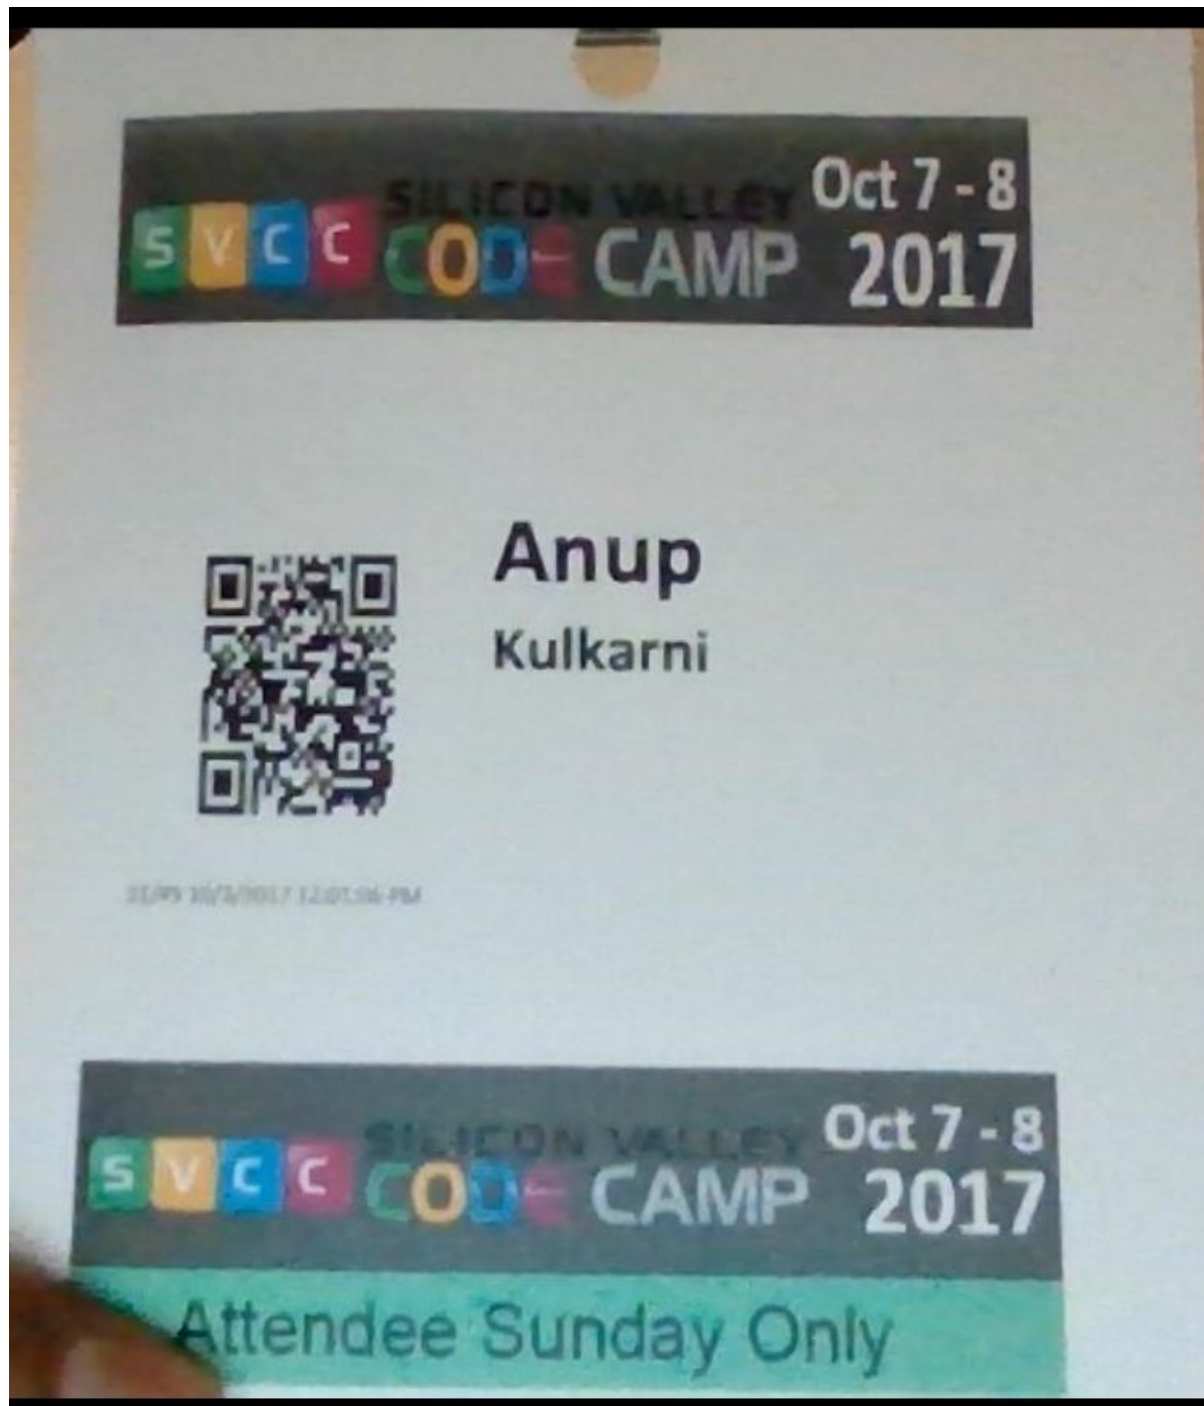 SILICON VALLEY
SVCC CODE CAMP
Oct 7 - 8
2017
Anup
Kulkarni
SILICON VALLEY
SVCC CODE CAMP
Oct 7 - 8
2017
Attendee Sunday Only